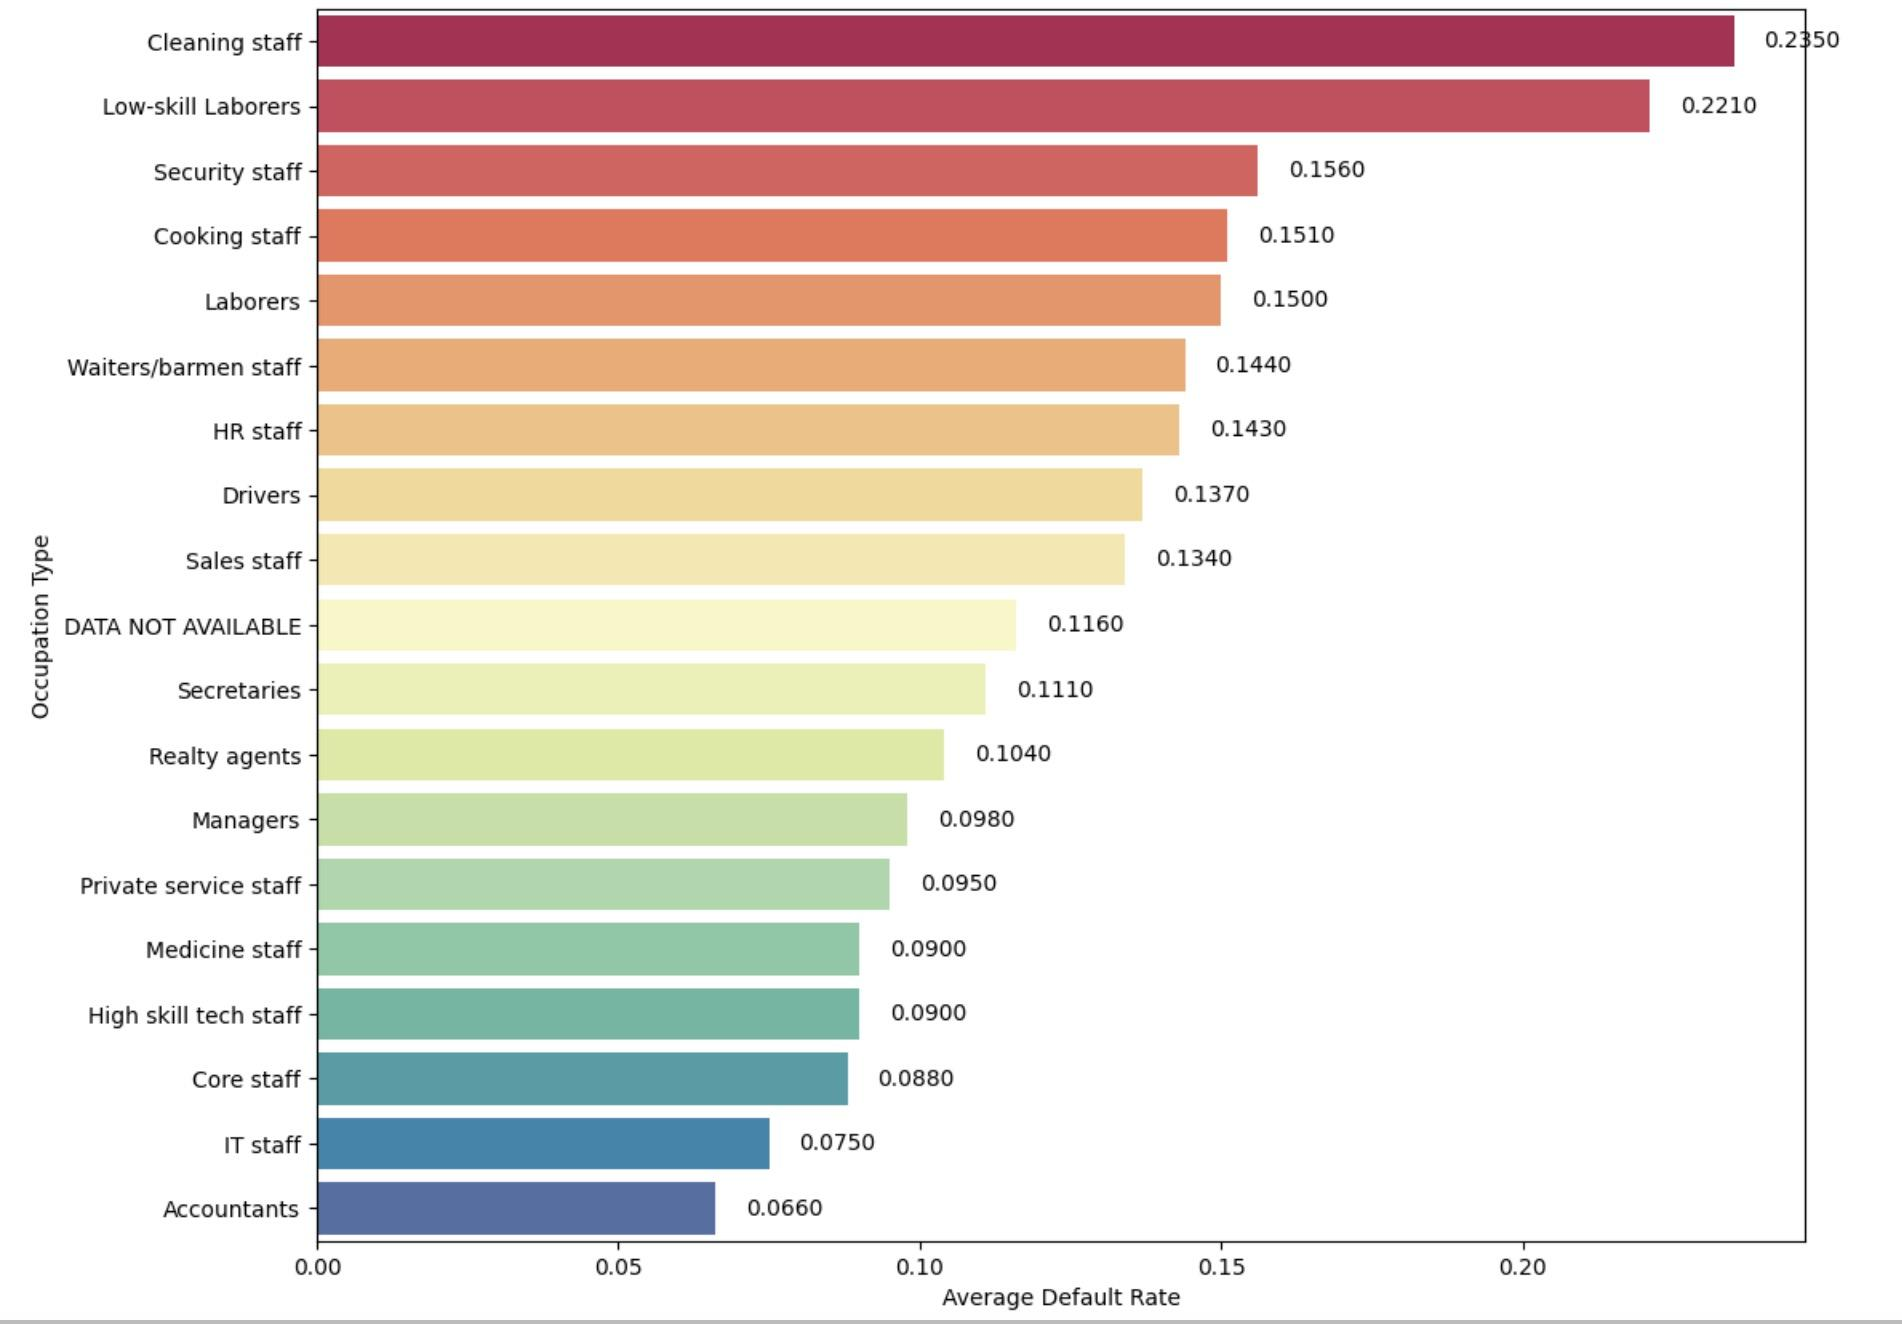 Cleaning staff 0.2350
Low-skill Laborers 0.2210
Security staff 0.1560
Cooking staff 0.1510
Laborers 0.1500
Waiters/barmen staff 0.1440
HR staff 0.1430
Drivers 0.1370
Sales staff 0.1340
Occupation Type
DATA NOT AVAILABLE 0.1160
Secretaries 0.1110
Realty agents 0.1040
Managers 0.0980
Private service staff 0.0950
Medicine staff 0.0900
High skill tech staff 0.0900
Core staff 0.0880
IT staff 0.0750
Accountants 0.0660
0.00 0.05 0.10 0.15 0.20
Average Default Rate